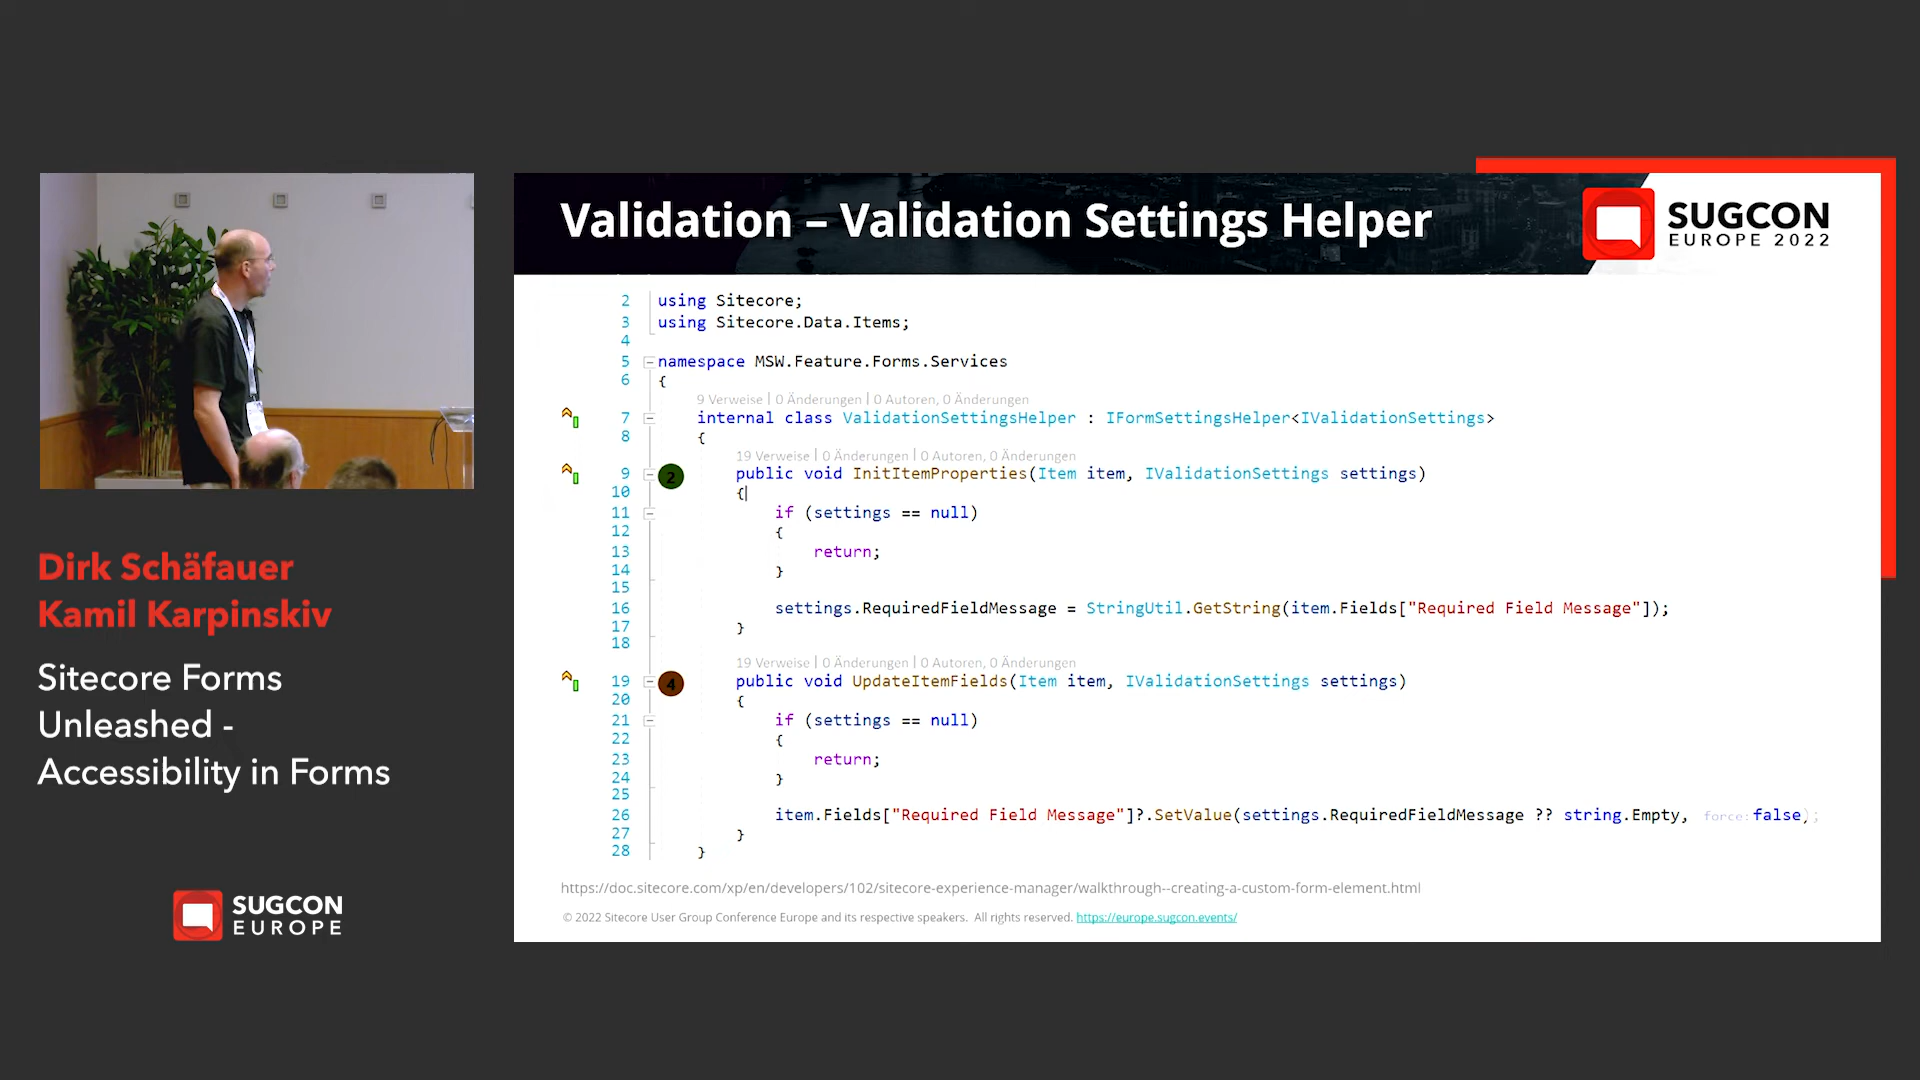 Validation – Validation Settings Helper
SUGCON
EUROPE 2022
2 using Sitecore;
3 using Sitecore.Data.Items;
4
5 namespace MSW.Feature.Forms.Services
6 {
9 Verweise | 0 Änderungen | 0 Autoren, 0 Änderungen
7 internal class ValidationSettingsHelper : IFormSettingsHelper<IValidationSettings>
8 {
19 Verweise | 0 Änderungen | 0 Autoren, 0 Änderungen
9 2 public void InitItemProperties(Item item, IValidationSettings settings)
10 {
11 if (settings == null)
12 {
13 return;
14 }
15
16 settings.RequiredFieldMessage = StringUtil.GetString(item.Fields["Required Field Message"]);
17 }
18
19 Verweise | 0 Änderungen | 0 Autoren, 0 Änderungen
19 4 public void UpdateItemFields(Item item, IValidationSettings settings)
20 {
21 if (settings == null)
22 {
23 return;
24 }
25
26 item.Fields["Required Field Message"]?.SetValue(settings.RequiredFieldMessage ?? string.Empty, force: false);
27 }
28 }
https://doc.sitecore.com/xp/en/developers/102/sitecore-experience-manager/walkthrough--creating-a-custom-form-element.html
© 2022 Sitecore User Group Conference Europe and its respective speakers. All rights reserved. https://europe.sugcon.events/
Dirk Schäfauer
Kamil Karpinskiv
Sitecore Forms
Unleashed -
Accessibility in Forms
SUGCON
EUROPE